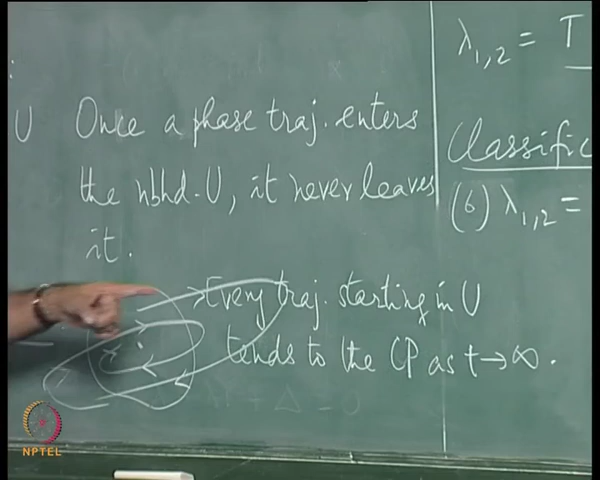 U Once a phase traj. enters
the nbhd. U, it never leaves
it.
Every traj. starting in U
tends to the CP as t→∞.
λ₁,₂ = T
Classific
(6) λ₁,₂ =
NPTEL